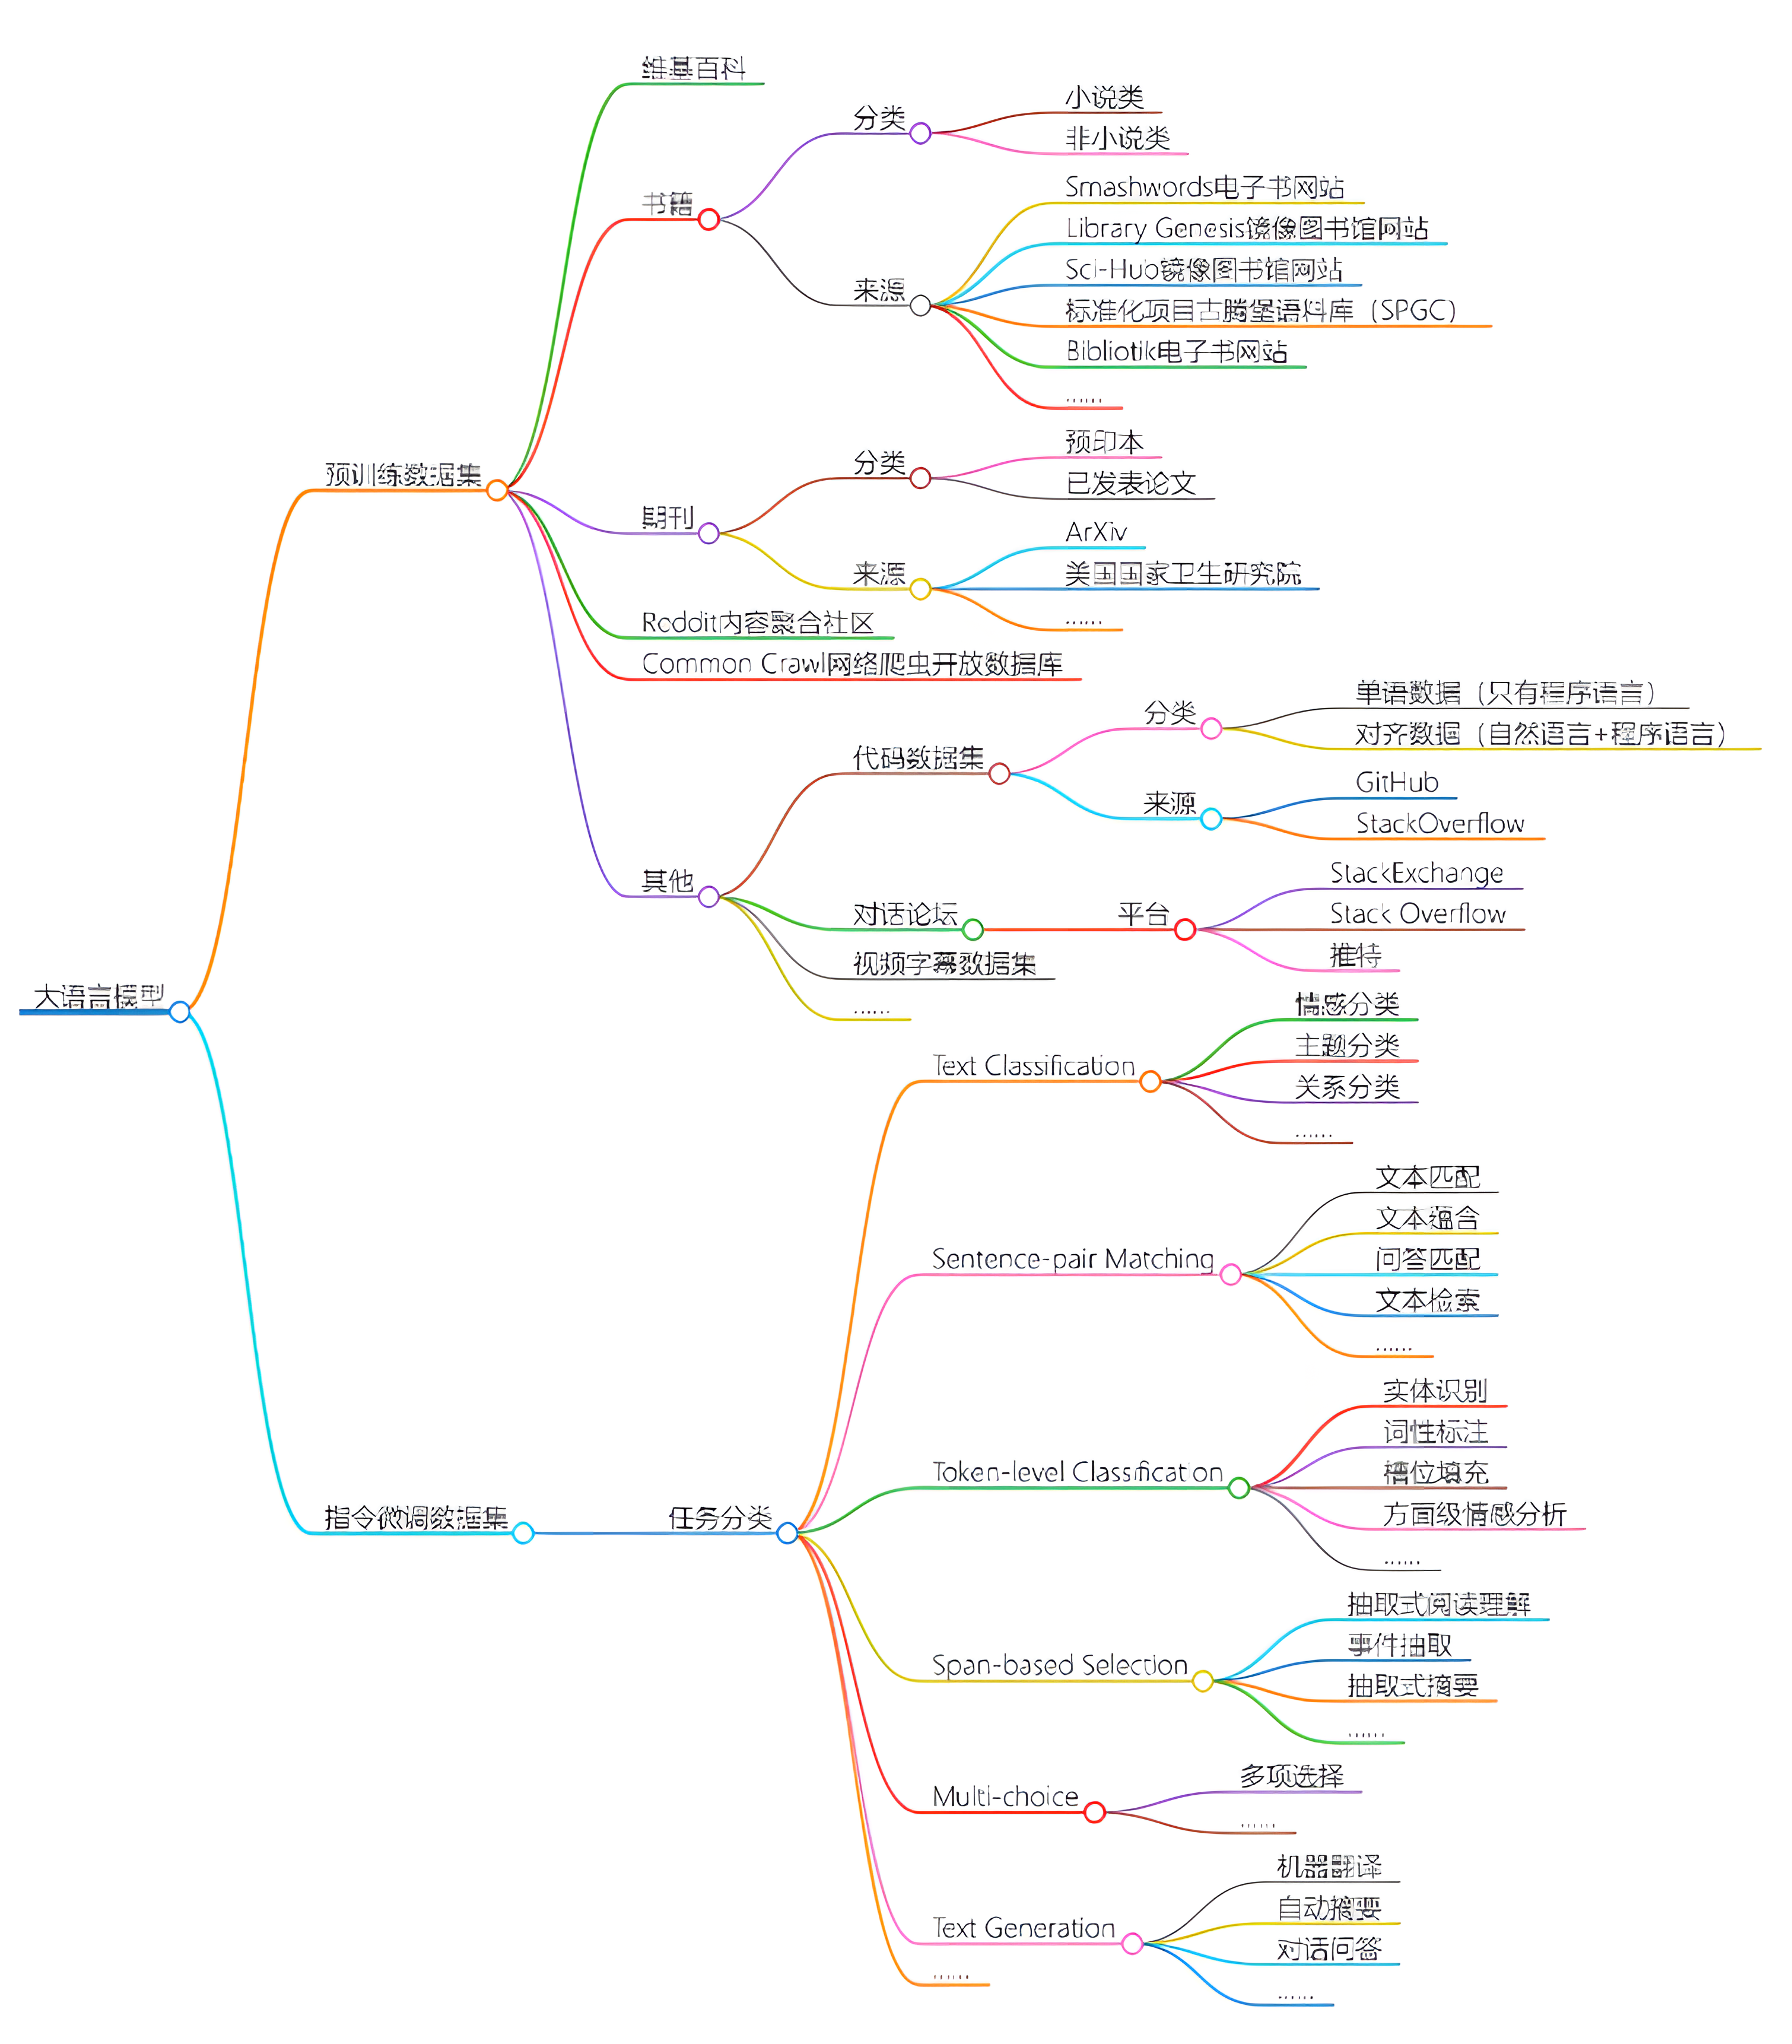 维基百科
分类
小说类
非小说类
书籍
Smashwords电子书网站
Library Genesis镜像图书馆网站
Sci-Hub镜像图书馆网站
来源
标准化项目古腾堡语料库（SPGC）
Bibliotik电子书网站
……
预训练数据集
预印本
分类
已发表论文
期刊
ArXiv
来源
美国国家卫生研究院
……
Reddit内容聚合社区
Common Crawl网络爬虫开放数据库
单语数据（只有程序语言）
分类
对齐数据（自然语言+程序语言）
代码数据集
GitHub
来源
StackOverflow
其他
StackExchange
对话论坛
平台
Stack Overflow
推特
视频字幕数据集
……
大语言模型
情感分类
Text Classification
主题分类
关系分类
……
文本匹配
文本蕴含
Sentence-pair Matching
问答匹配
文本检索
……
实体识别
词性标注
Token-level Classification
槽位填充
方面级情感分析
……
指令微调数据集
任务分类
抽取式阅读理解
事件抽取
Span-based Selection
抽取式摘要
……
多项选择
Multi-choice
……
机器翻译
自动摘要
Text Generation
对话问答
……
……